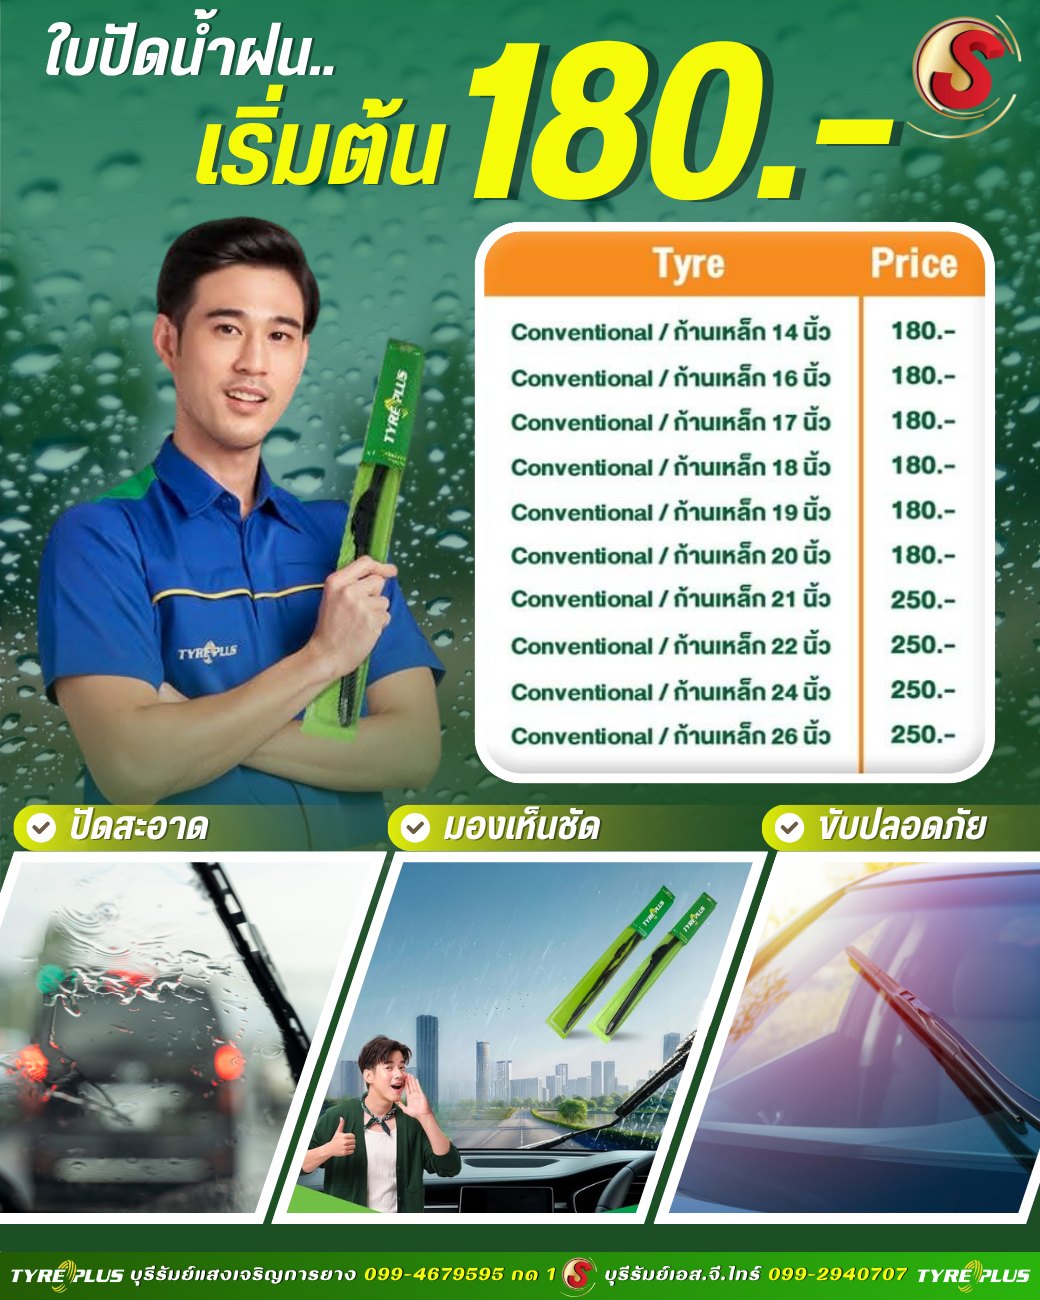 ใบปัดน้ำฝน..
เริ่มต้น 180.-
S
Tyre Price
Conventional / ก้านเหล็ก 14 นิ้ว 180.-
Conventional / ก้านเหล็ก 16 นิ้ว 180.-
Conventional / ก้านเหล็ก 17 นิ้ว 180.-
Conventional / ก้านเหล็ก 18 นิ้ว 180.-
Conventional / ก้านเหล็ก 19 นิ้ว 180.-
Conventional / ก้านเหล็ก 20 นิ้ว 180.-
Conventional / ก้านเหล็ก 21 นิ้ว 250.-
Conventional / ก้านเหล็ก 22 นิ้ว 250.-
Conventional / ก้านเหล็ก 24 นิ้ว 250.-
Conventional / ก้านเหล็ก 26 นิ้ว 250.-
TYREPLUS
TYREPLUS
ปัดสะอาด มองเห็นชัด ขับปลอดภัย
TYREPLUS TYREPLUS
TYREPLUS บุรีรัมย์แสงเจริญการยาง 099-4679595 กด 1 S บุรีรัมย์เอส.จี.ไทร์ 099-2940707 TYREPLUS